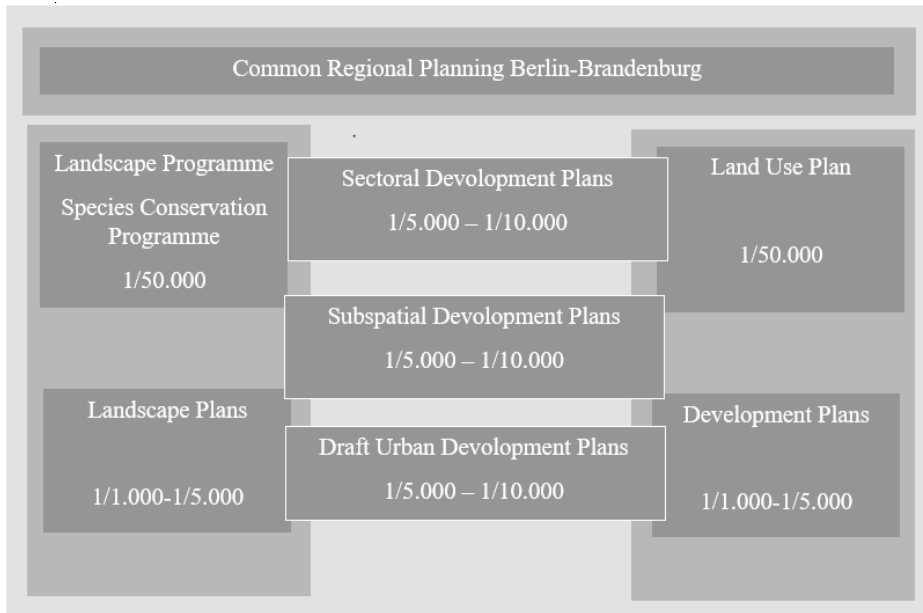 Common Regional Planning Berlin-Brandenburg
Landscape Programme
Species Conservation
Programme
1/50.000
Sectoral Devolopment Plans
1/5.000 – 1/10.000
Land Use Plan
1/50.000
Subspatial Devolopment Plans
1/5.000 – 1/10.000
Landscape Plans
1/1.000-1/5.000
Draft Urban Devolopment Plans
1/5.000 – 1/10.000
Development Plans
1/1.000-1/5.000